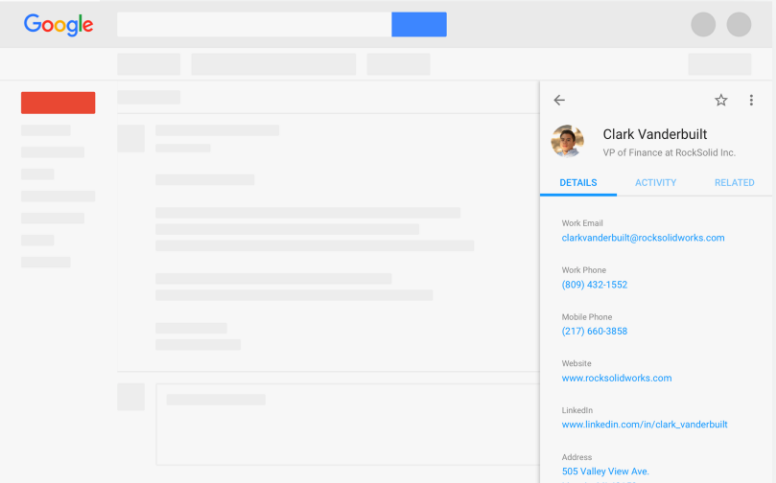 Google
Clark Vanderbuilt
VP of Finance at RockSolid Inc.
DETAILS ACTIVITY RELATED
Work Email
clarkvanderbuilt@rocksolidworks.com
Work Phone
(809) 432-1552
Mobile Phone
(217) 660-3858
Website
www.rocksolidworks.com
LinkedIn
www.linkedin.com/in/clark_vanderbuilt
Address
505 Valley View Ave.